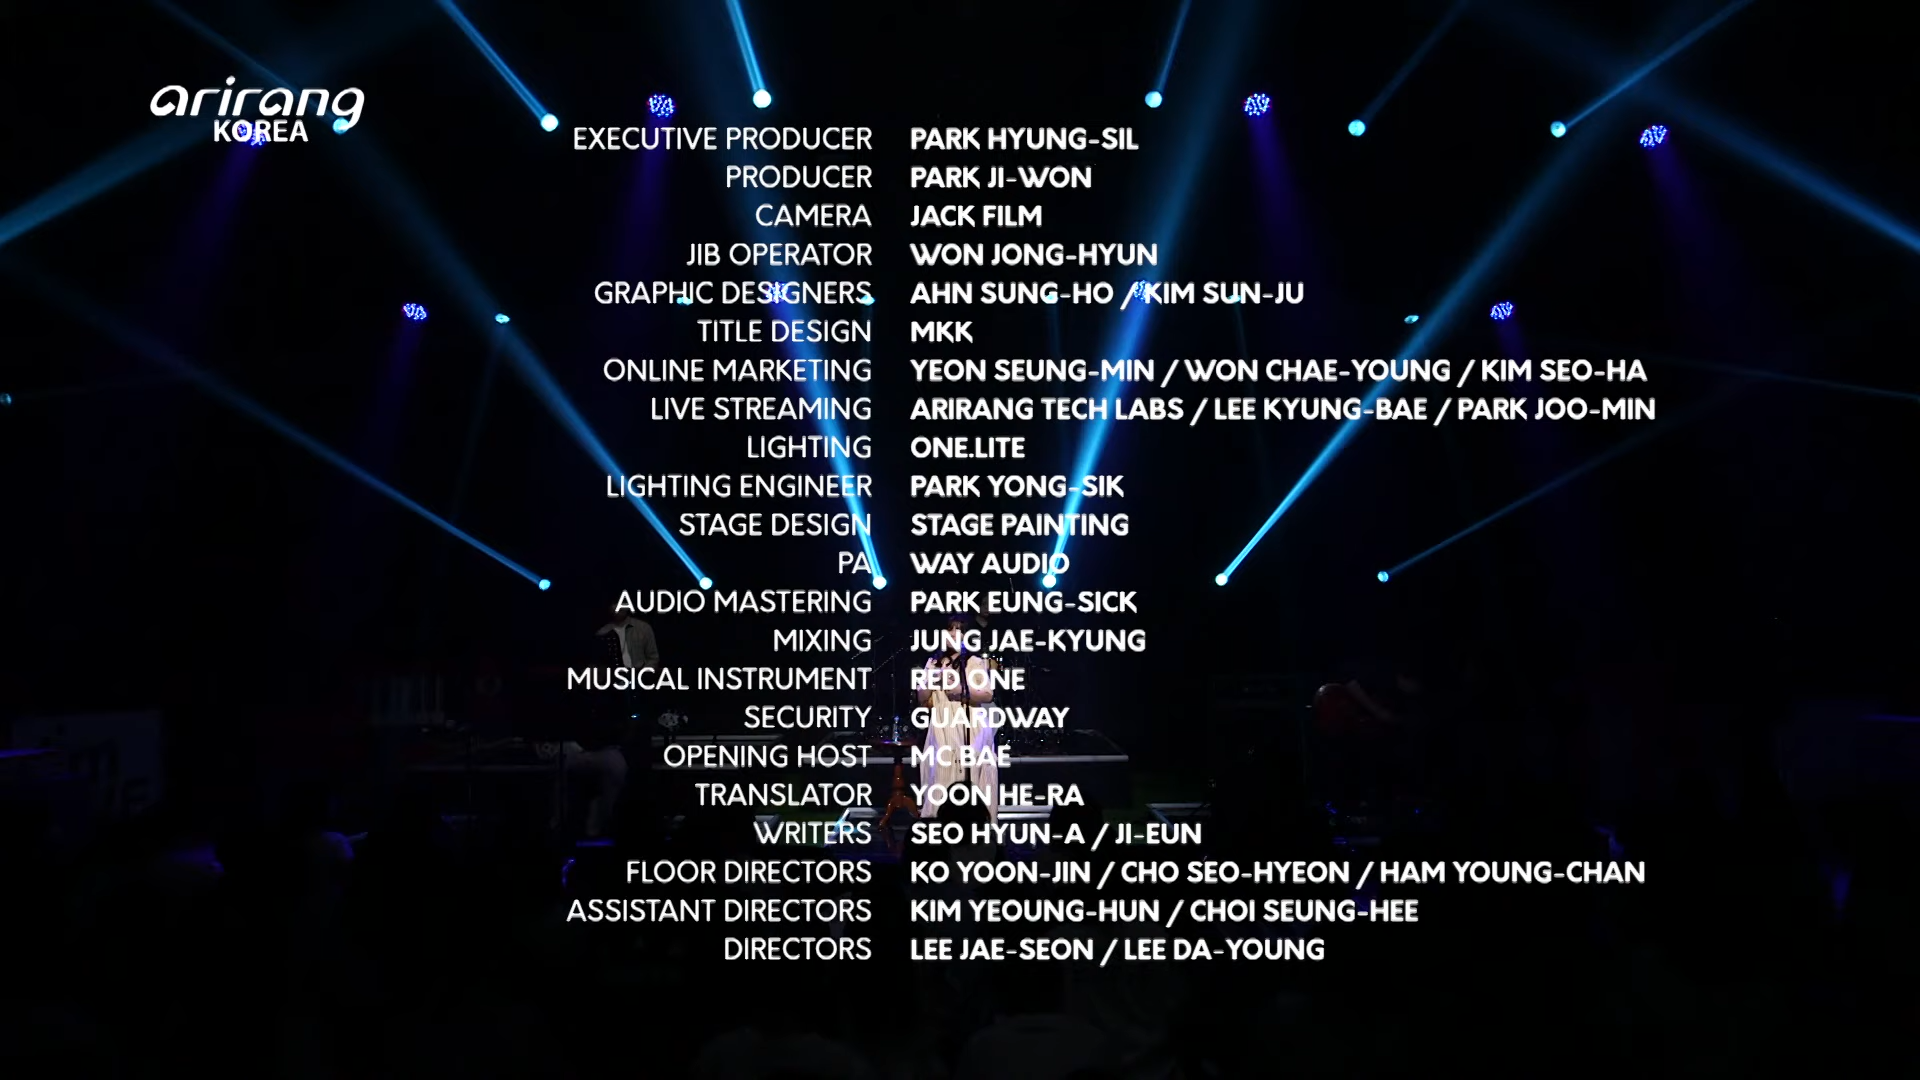 arirang
KOREA
EXECUTIVE PRODUCER PARK HYUNG-SIL
PRODUCER PARK JI-WON
CAMERA JACK FILM
JIB OPERATOR WON JONG-HYUN
GRAPHIC DESIGNERS AHN SUNG-HO / KIM SUN-JU
TITLE DESIGN MKK
ONLINE MARKETING YEON SEUNG-MIN / WON CHAE-YOUNG / KIM SEO-HA
LIVE STREAMING ARIRANG TECH LABS / LEE KYUNG-BAE / PARK JOO-MIN
LIGHTING ONE.LITE
LIGHTING ENGINEER PARK YONG-SIK
STAGE DESIGN STAGE PAINTING
PA WAY AUDIO
AUDIO MASTERING PARK EUNG-SICK
MIXING JUNG JAE-KYUNG
MUSICAL INSTRUMENT RED ONE
SECURITY GUARDWAY
OPENING HOST MC BAE
TRANSLATOR YOON HE-RA
WRITERS SEO HYUN-A / JI-EUN
FLOOR DIRECTORS KO YOON-JIN / CHO SEO-HYEON / HAM YOUNG-CHAN
ASSISTANT DIRECTORS KIM YEOUNG-HUN / CHOI SEUNG-HEE
DIRECTORS LEE JAE-SEON / LEE DA-YOUNG